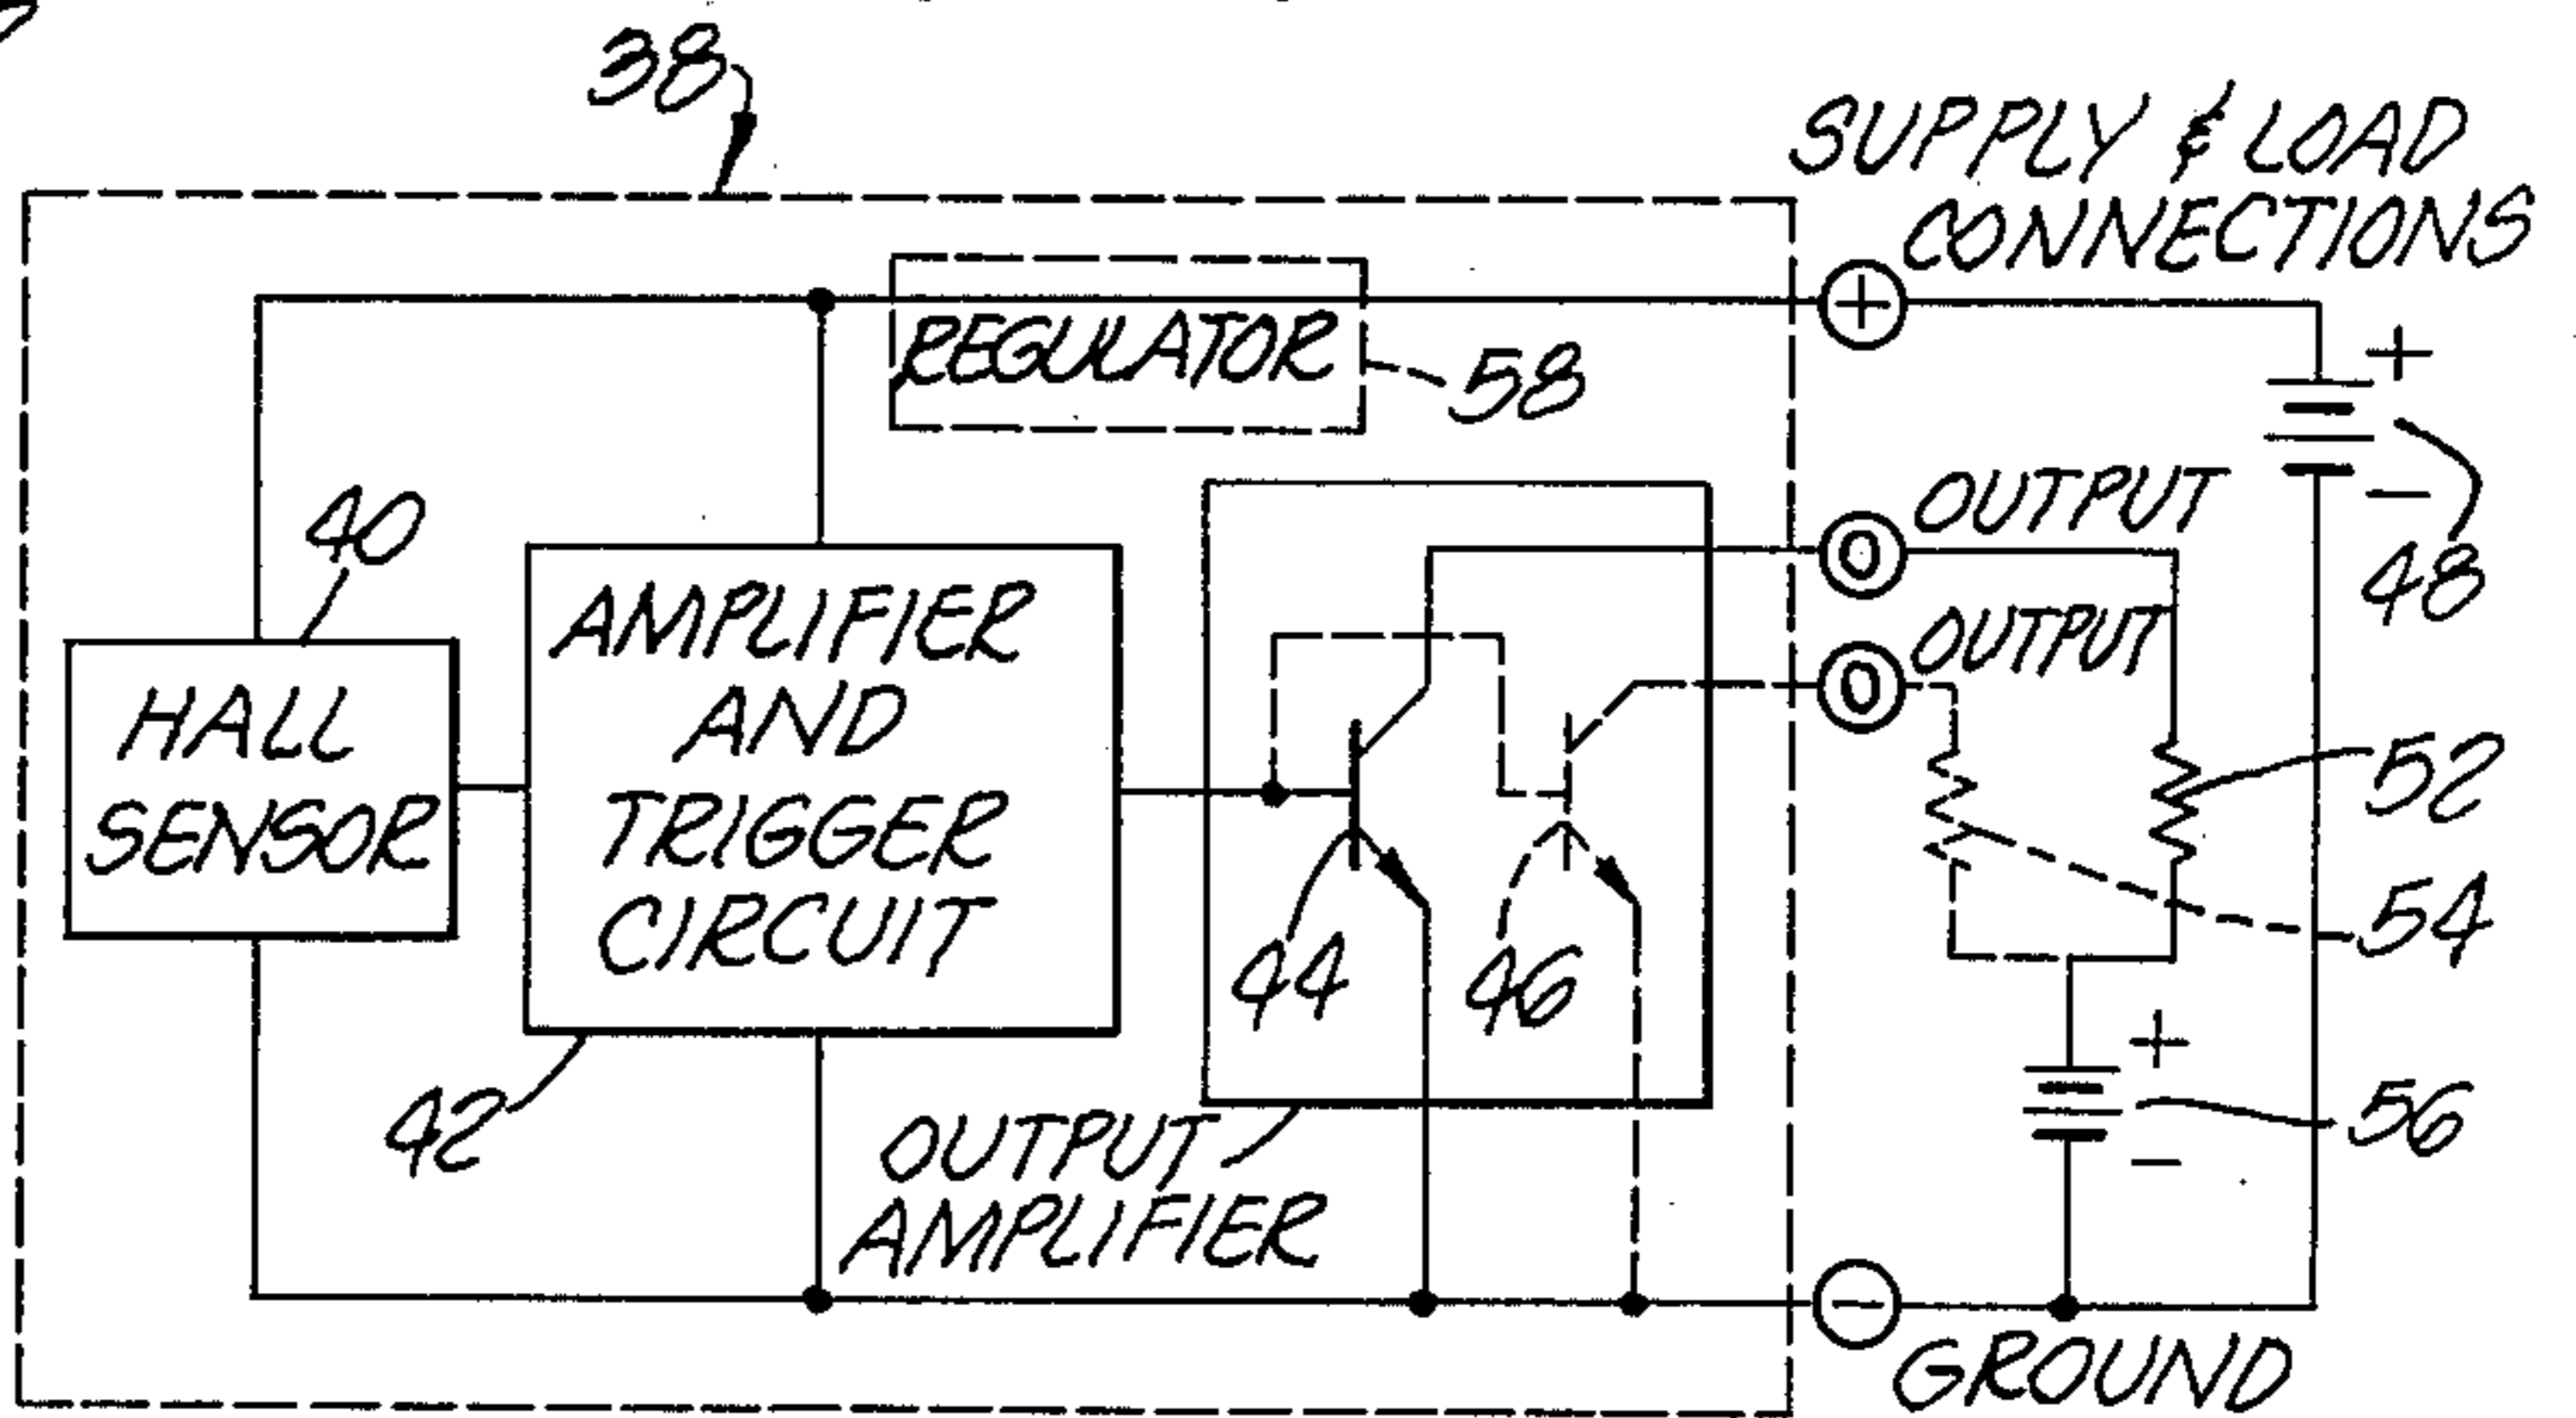 38
SUPPLY & LOAD
CONNECTIONS
+
REGULATOR
58
+
-
48
40
OUTPUT
O
OUTPUT
O
HALL
SENSOR
AMPLIFIER
AND
TRIGGER
CIRCUIT
52
54
44
46
42
+
-
56
OUTPUT
AMPLIFIER
-
GROUND